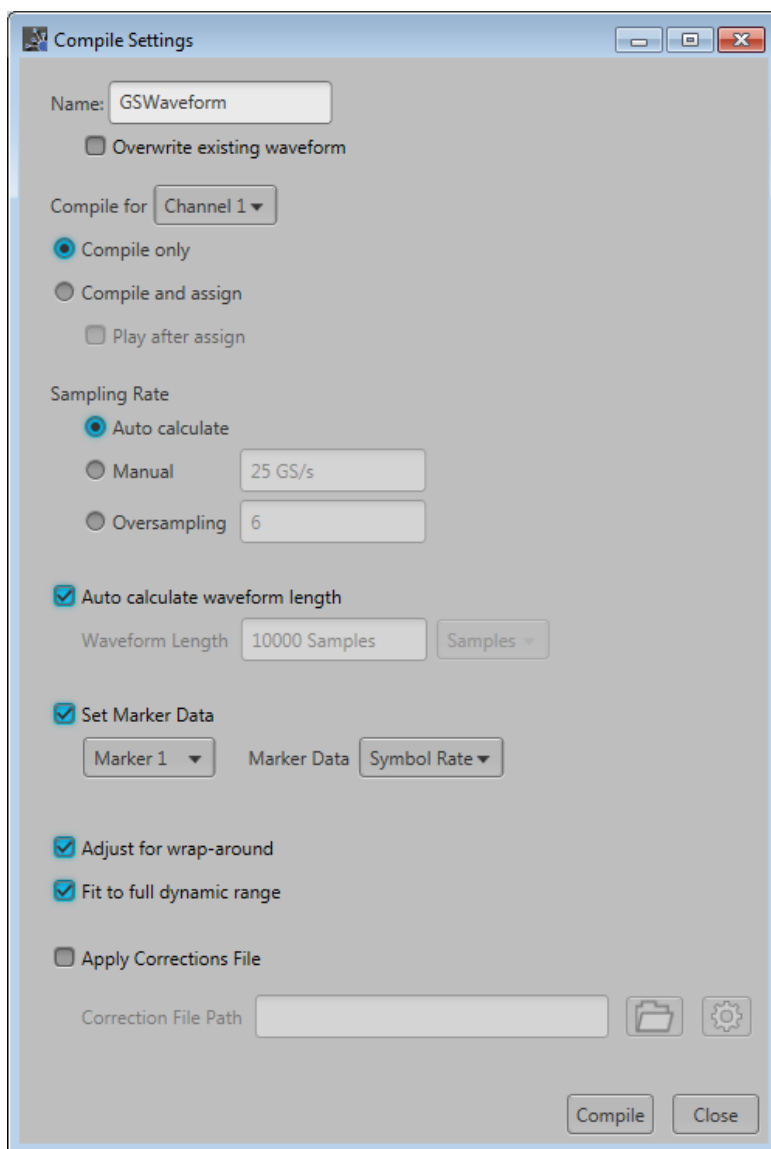 Compile Settings
Name: GSWaveform
Overwrite existing waveform
Compile for Channel 1
Compile only
Compile and assign
Play after assign
Sampling Rate
Auto calculate
Manual 25 GS/s
Oversampling 6
Auto calculate waveform length
Waveform Length 10000 Samples Samples
Set Marker Data
Marker 1 Marker Data Symbol Rate
Adjust for wrap-around
Fit to full dynamic range
Apply Corrections File
Correction File Path
Compile Close